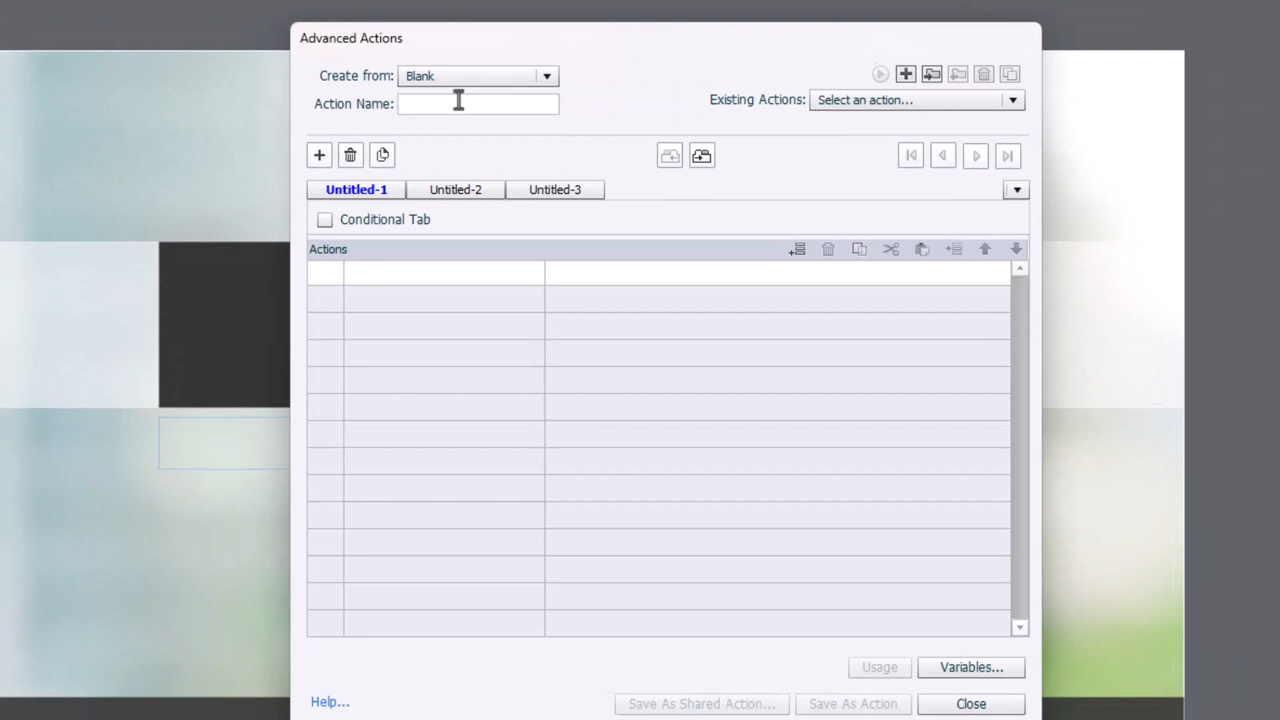 Advanced Actions
Create from: Blank
Action Name:
Existing Actions: Select an action...
Untitled-1 Untitled-2 Untitled-3
Conditional Tab
Actions
Usage Variables...
Help... Save As Shared Action... Save As Action Close